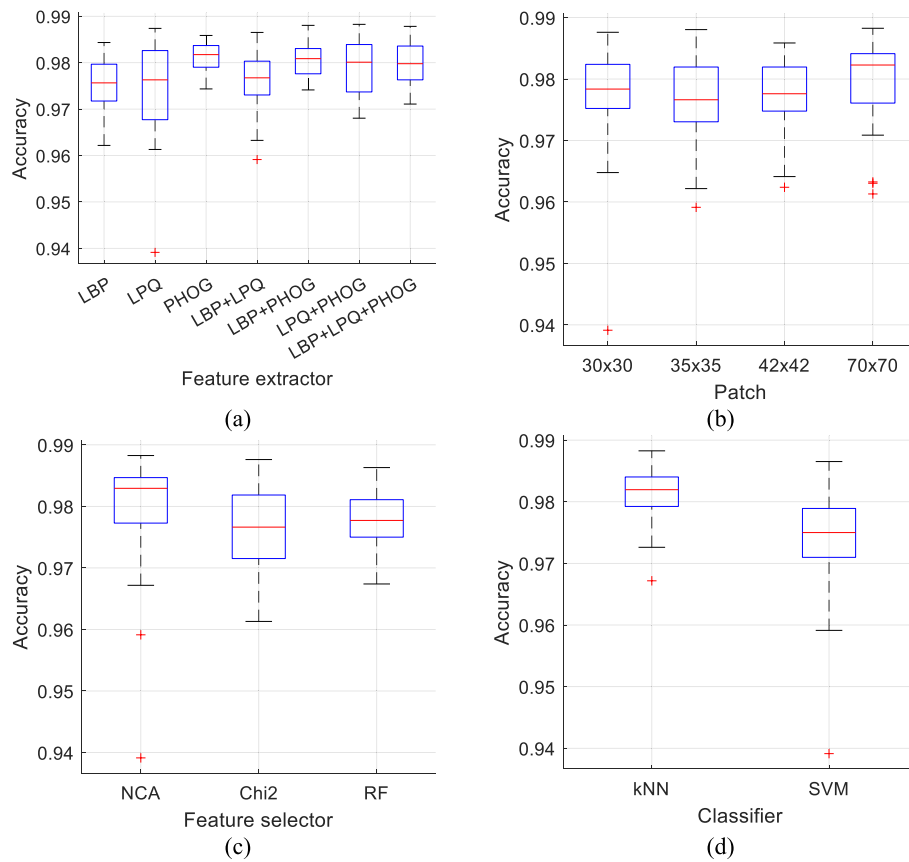 0.99
0.98
0.97
0.96
0.95
0.94
Accuracy
LBP
LPQ
PHOG
LBP+LPQ
LBP+PHOG
LPQ+PHOG
LBP+LPQ+PHOG
Feature extractor
(a)
0.99
0.98
0.97
0.96
0.95
0.94
Accuracy
30x30
35x35
42x42
70x70
Patch
(b)
0.99
0.98
0.97
0.96
0.95
0.94
Accuracy
NCA
Chi2
RF
Feature selector
(c)
0.99
0.98
0.97
0.96
0.95
0.94
Accuracy
kNN
SVM
Classifier
(d)